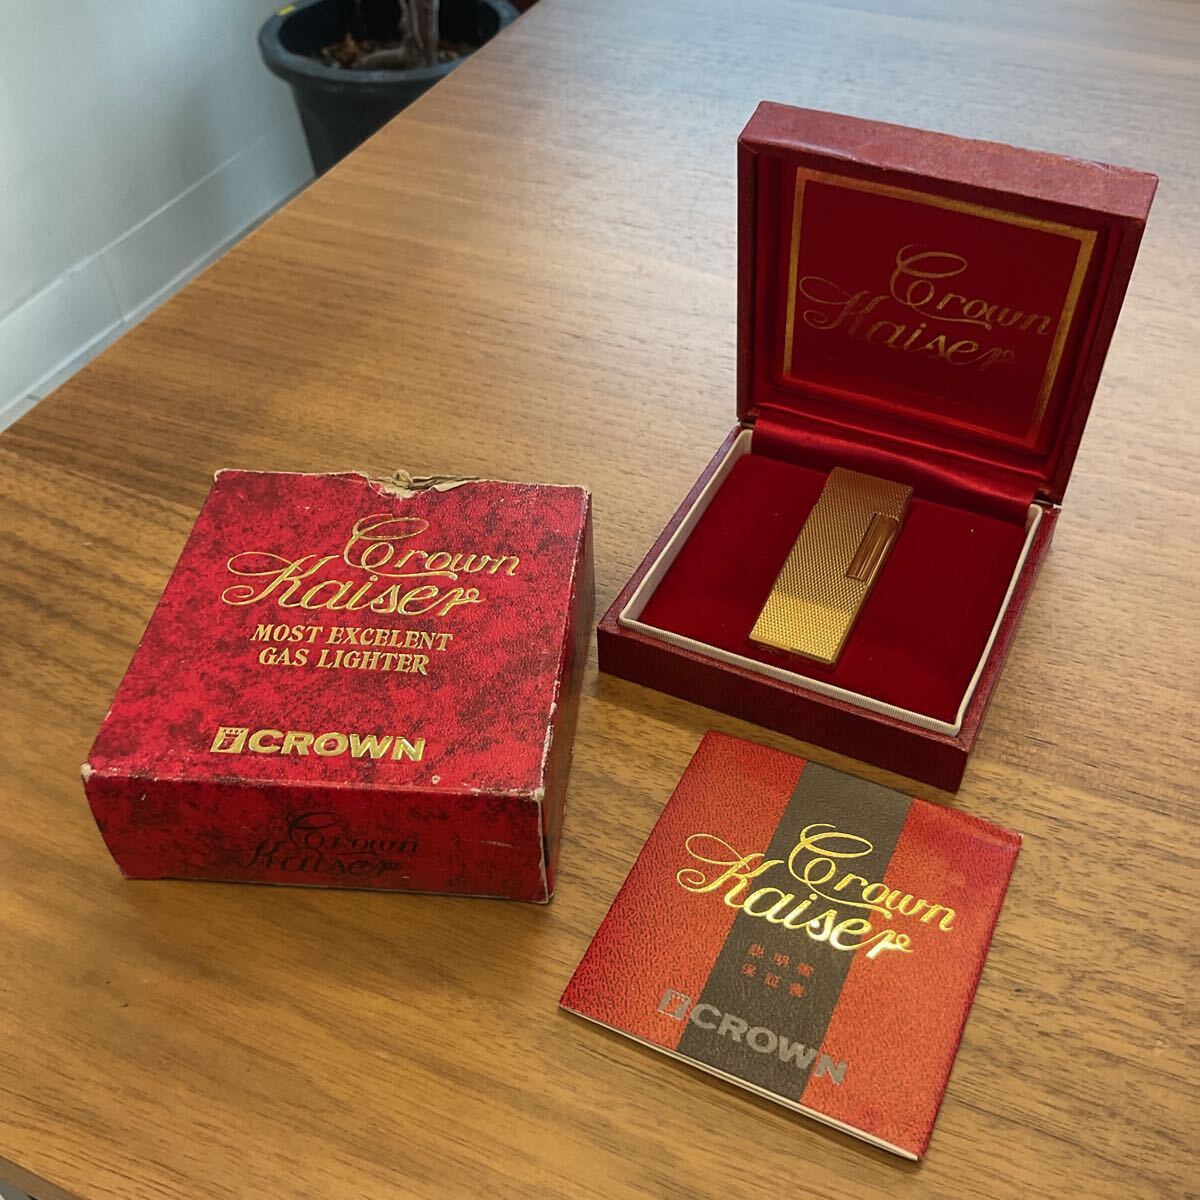 Crown
Kaiser
MOST EXCELENT
GAS LIGHTER
CROWN
Crown
Kaiser
Crown
Kaiser
Crown
Kaiser
説明書
保証書
CROWN